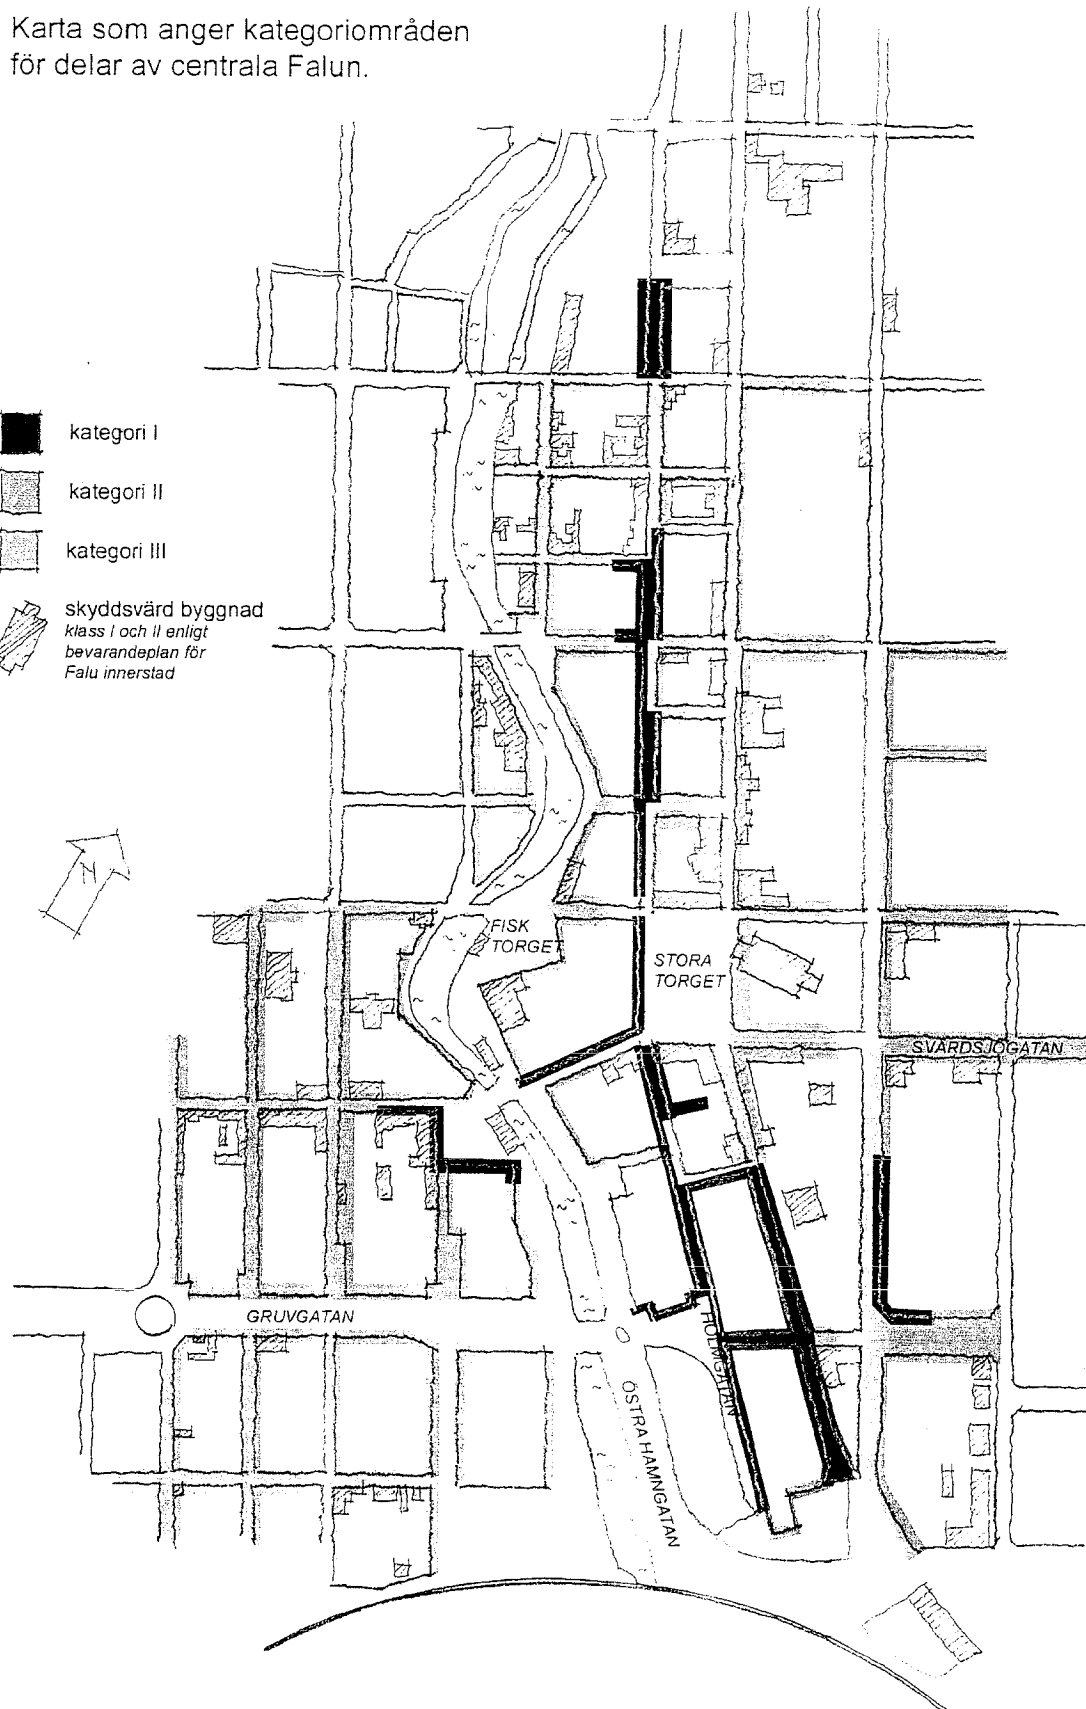 Karta som anger kategoriområden
för delar av centrala Falun.
kategori I
kategori II
kategori III
skyddsvärd byggnad
klass I och II enligt
bevarandeplan för
Falu innerstad
N
FISK
TORGET
STORA
TORGET
SVÄRDSJÖGATAN
GRUVGATAN
HOLMGATAN
ÖSTRA HAMNGATAN